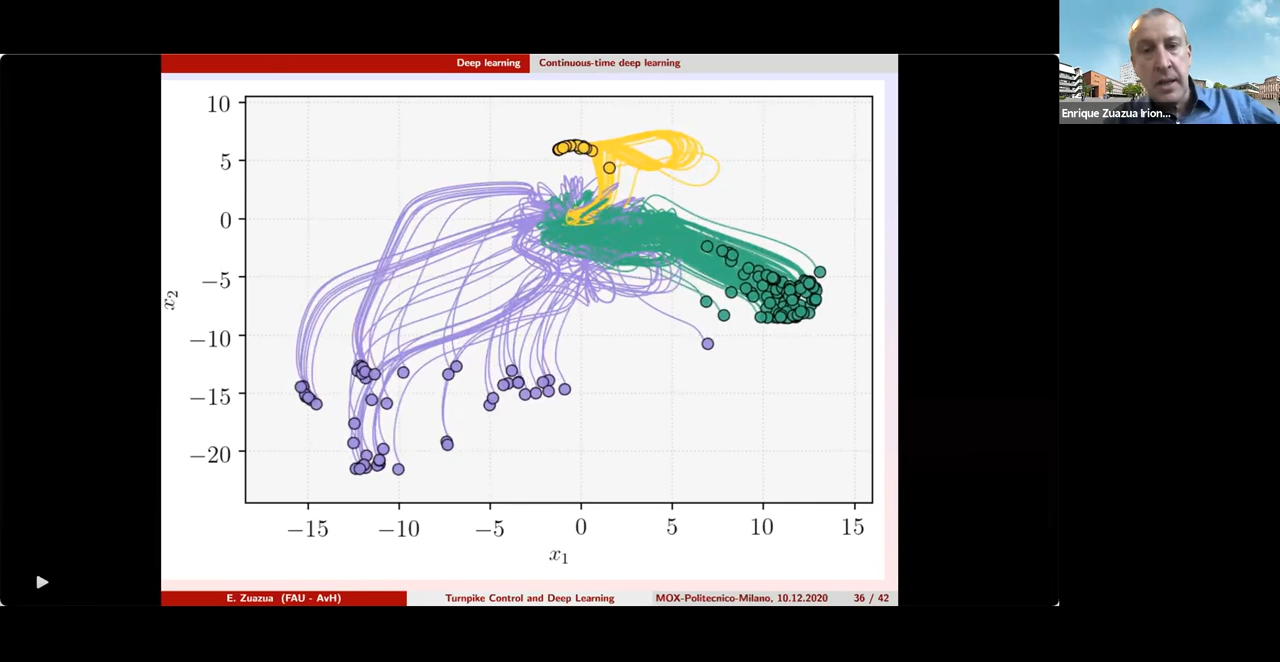 Deep learning
Continuous-time deep learning
Enrique Zuazua Irion...
10
5
0
−5
−10
−15
−20
x₂
−15 −10 −5 0 5 10 15
x₁
E. Zuazua (FAU - AvH)
Turnpike Control and Deep Learning
MOX-Politecnico-Milano, 10.12.2020
36 / 42